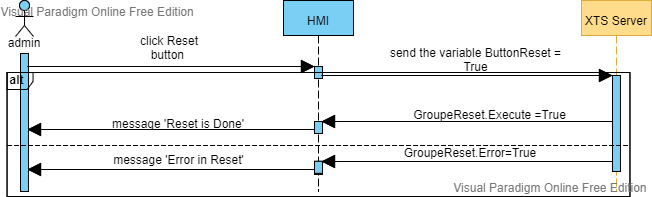 Visual Paradigm Online Free Edition
admin
HMI
XTS Server
click Reset
button
send the variable ButtonReset =
True
alt
GroupeReset.Execute =True
message 'Reset is Done'
GroupeReset.Error=True
message 'Error in Reset'
Visual Paradigm Online Free Edition